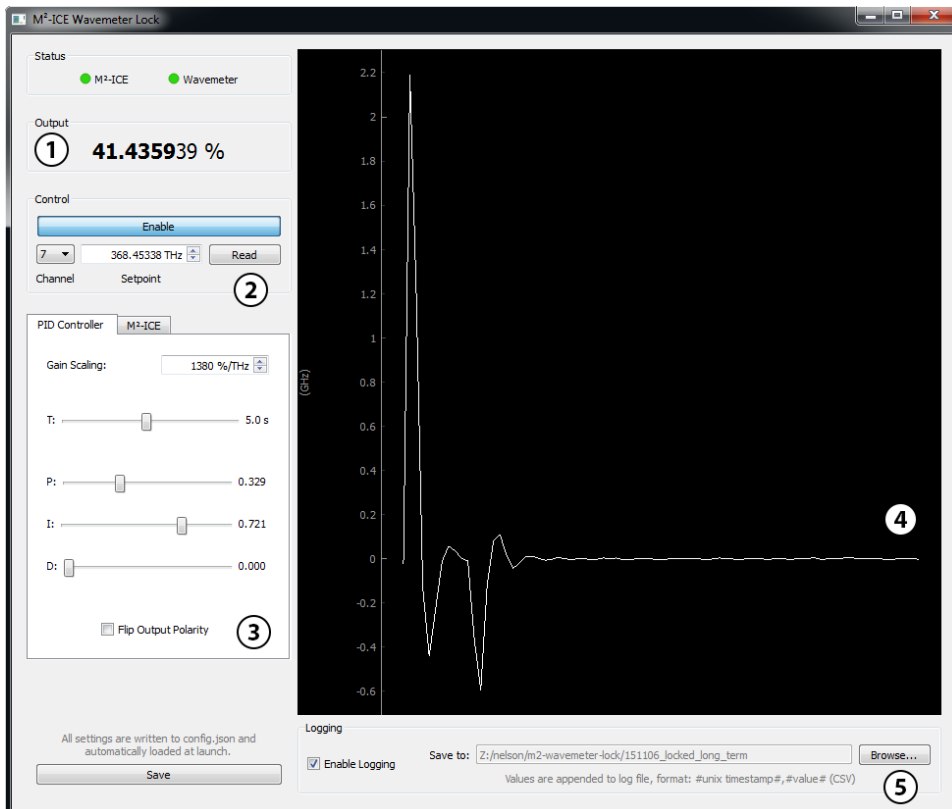 M²-ICE Wavemeter Lock
Status
M²-ICE
Wavemeter
Output
1
41.435939 %
Control
Enable
7
368.45338 THz
Read
Channel
Setpoint
2
PID Controller
M²-ICE
Gain Scaling:
1380 %/THz
T:
5.0 s
P:
0.329
I:
0.721
D:
0.000
Flip Output Polarity
3
All settings are written to config.json and
automatically loaded at launch.
Save
2.2
2
1.8
1.6
1.4
1.2
1
0.8
(GHz)
0.6
0.4
0.2
0
-0.2
-0.4
-0.6
4
Logging
Enable Logging
Save to:
Z:/nelson/m2-wavemeter-lock/151106_locked_long_term
Browse...
Values are appended to log file, format: #unix timestamp#,#value# (CSV)
5